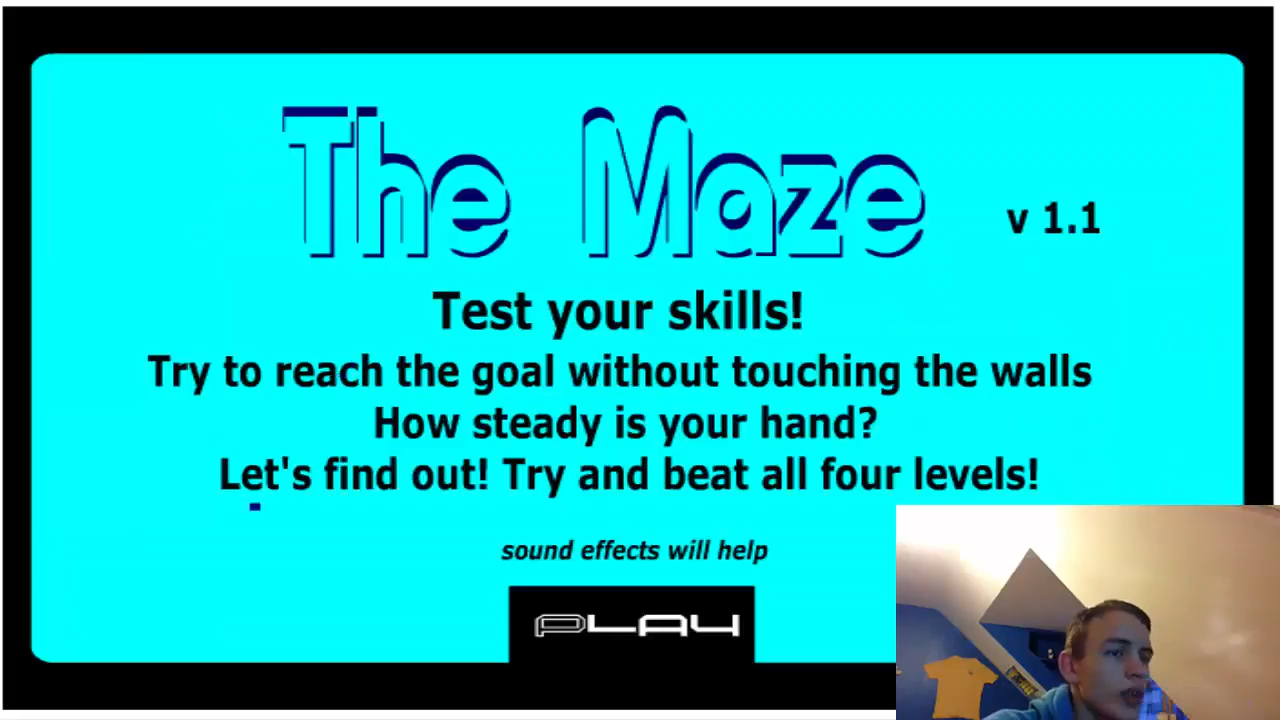 The Maze
v 1.1
Test your skills!
Try to reach the goal without touching the walls
How steady is your hand?
Let's find out! Try and beat all four levels!
sound effects will help
PLAY